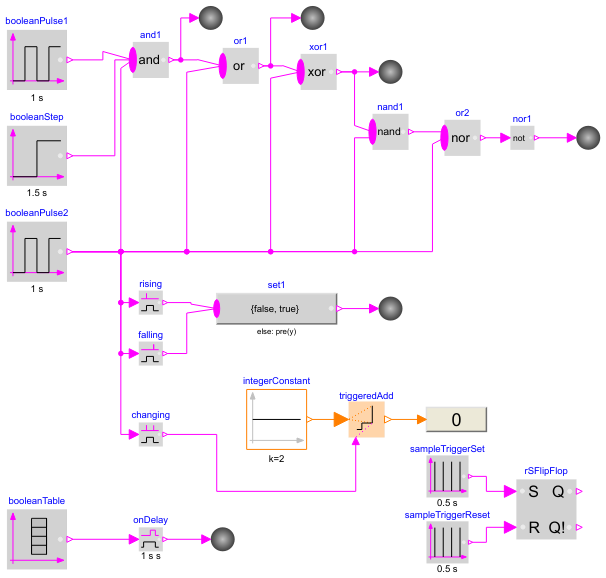 booleanPulse1
1 s
and1
and
or1
or
xor1
xor
booleanStep
1.5 s
nand1
nand
or2
nor
nor1
not
booleanPulse2
1 s
rising
set1
{false, true}
else: pre(y)
falling
integerConstant
k=2
triggeredAdd
0
changing
sampleTriggerSet
0.5 s
rSFlipFlop
S Q
R Q!
booleanTable
onDelay
1 s s
sampleTriggerReset
0.5 s